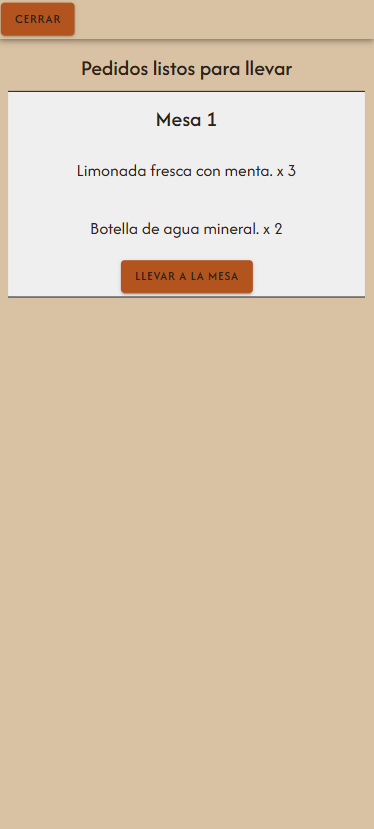 CERRAR
Pedidos listos para llevar
Mesa 1
Limonada fresca con menta. x 3
Botella de agua mineral. x 2
LLEVAR A LA MESA